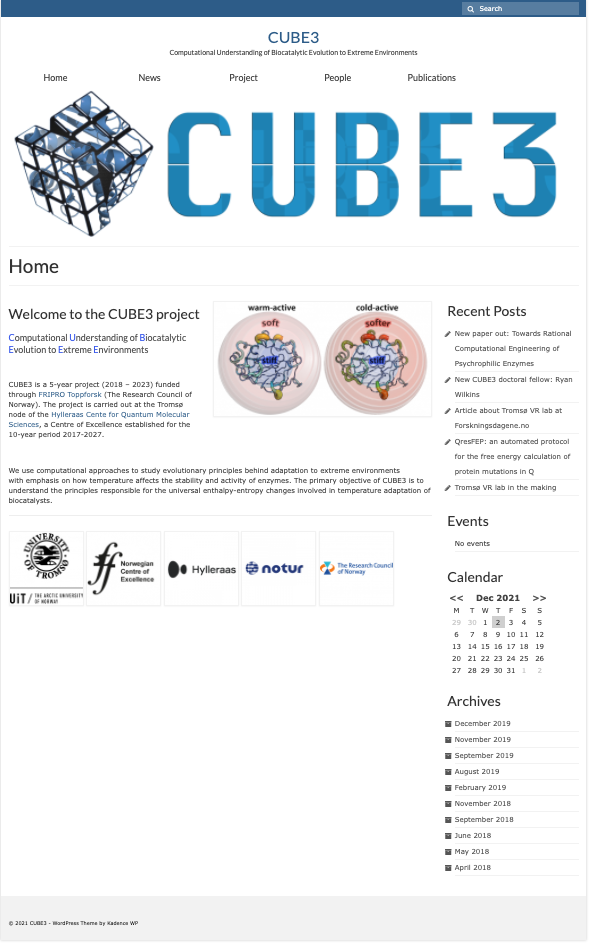 Search
CUBE3
Computational Understanding of Biocatalytic Evolution to Extreme Environments
Home
News
Project
People
Publications
CUBE3
Home
Welcome to the CUBE3 project
Computational Understanding of Biocatalytic
Evolution to Extreme Environments
warm-active
cold-active
soft
softer
stiff
stiff
CUBE3 is a 5-year project (2018 – 2023) funded
through FRIPRO Toppforsk (The Research Council of
Norway). The project is carried out at the Tromsø
node of the Hylleraas Cente for Quantum Molecular
Sciences, a Centre of Excellence established for the
10-year period 2017-2027.
We use computational approaches to study evolutionary principles behind adaptation to extreme environments
with emphasis on how temperature affects the stability and activity of enzymes. The primary objective of CUBE is to
understand the principles responsible for the universal enthalpy-entropy changes involved in temperature adaptation of
biocatalysts.
UNIVERSITY
OF TROMSØ
UiT / THE ARCTIC UNIVERSITY
OF NORWAY
Norwegian
Centre of
Excellence
Hylleraas
notur
The Research Council
of Norway
Recent Posts
New paper out: Towards Rational
Computational Engineering of
Psychrophilic Enzymes
New CUBE3 doctoral fellow: Ryan
Wilkins
Article about Tromsø VR lab at
Forskningsdagene.no
QresFEP: an automated protocol
for the free energy calculation of
protein mutations in Q
Tromsø VR lab in the making
Events
No events
Calendar
<< Dec 2021 >>
M T W T F S S
29 30 1 2 3 4 5
6 7 8 9 10 11 12
13 14 15 16 17 18 19
20 21 22 23 24 25 26
27 28 29 30 31 1 2
Archives
December 2019
November 2019
September 2019
August 2019
February 2019
November 2018
September 2018
June 2018
May 2018
April 2018
© 2021 CUBE3 - WordPress Theme by Kadence WP